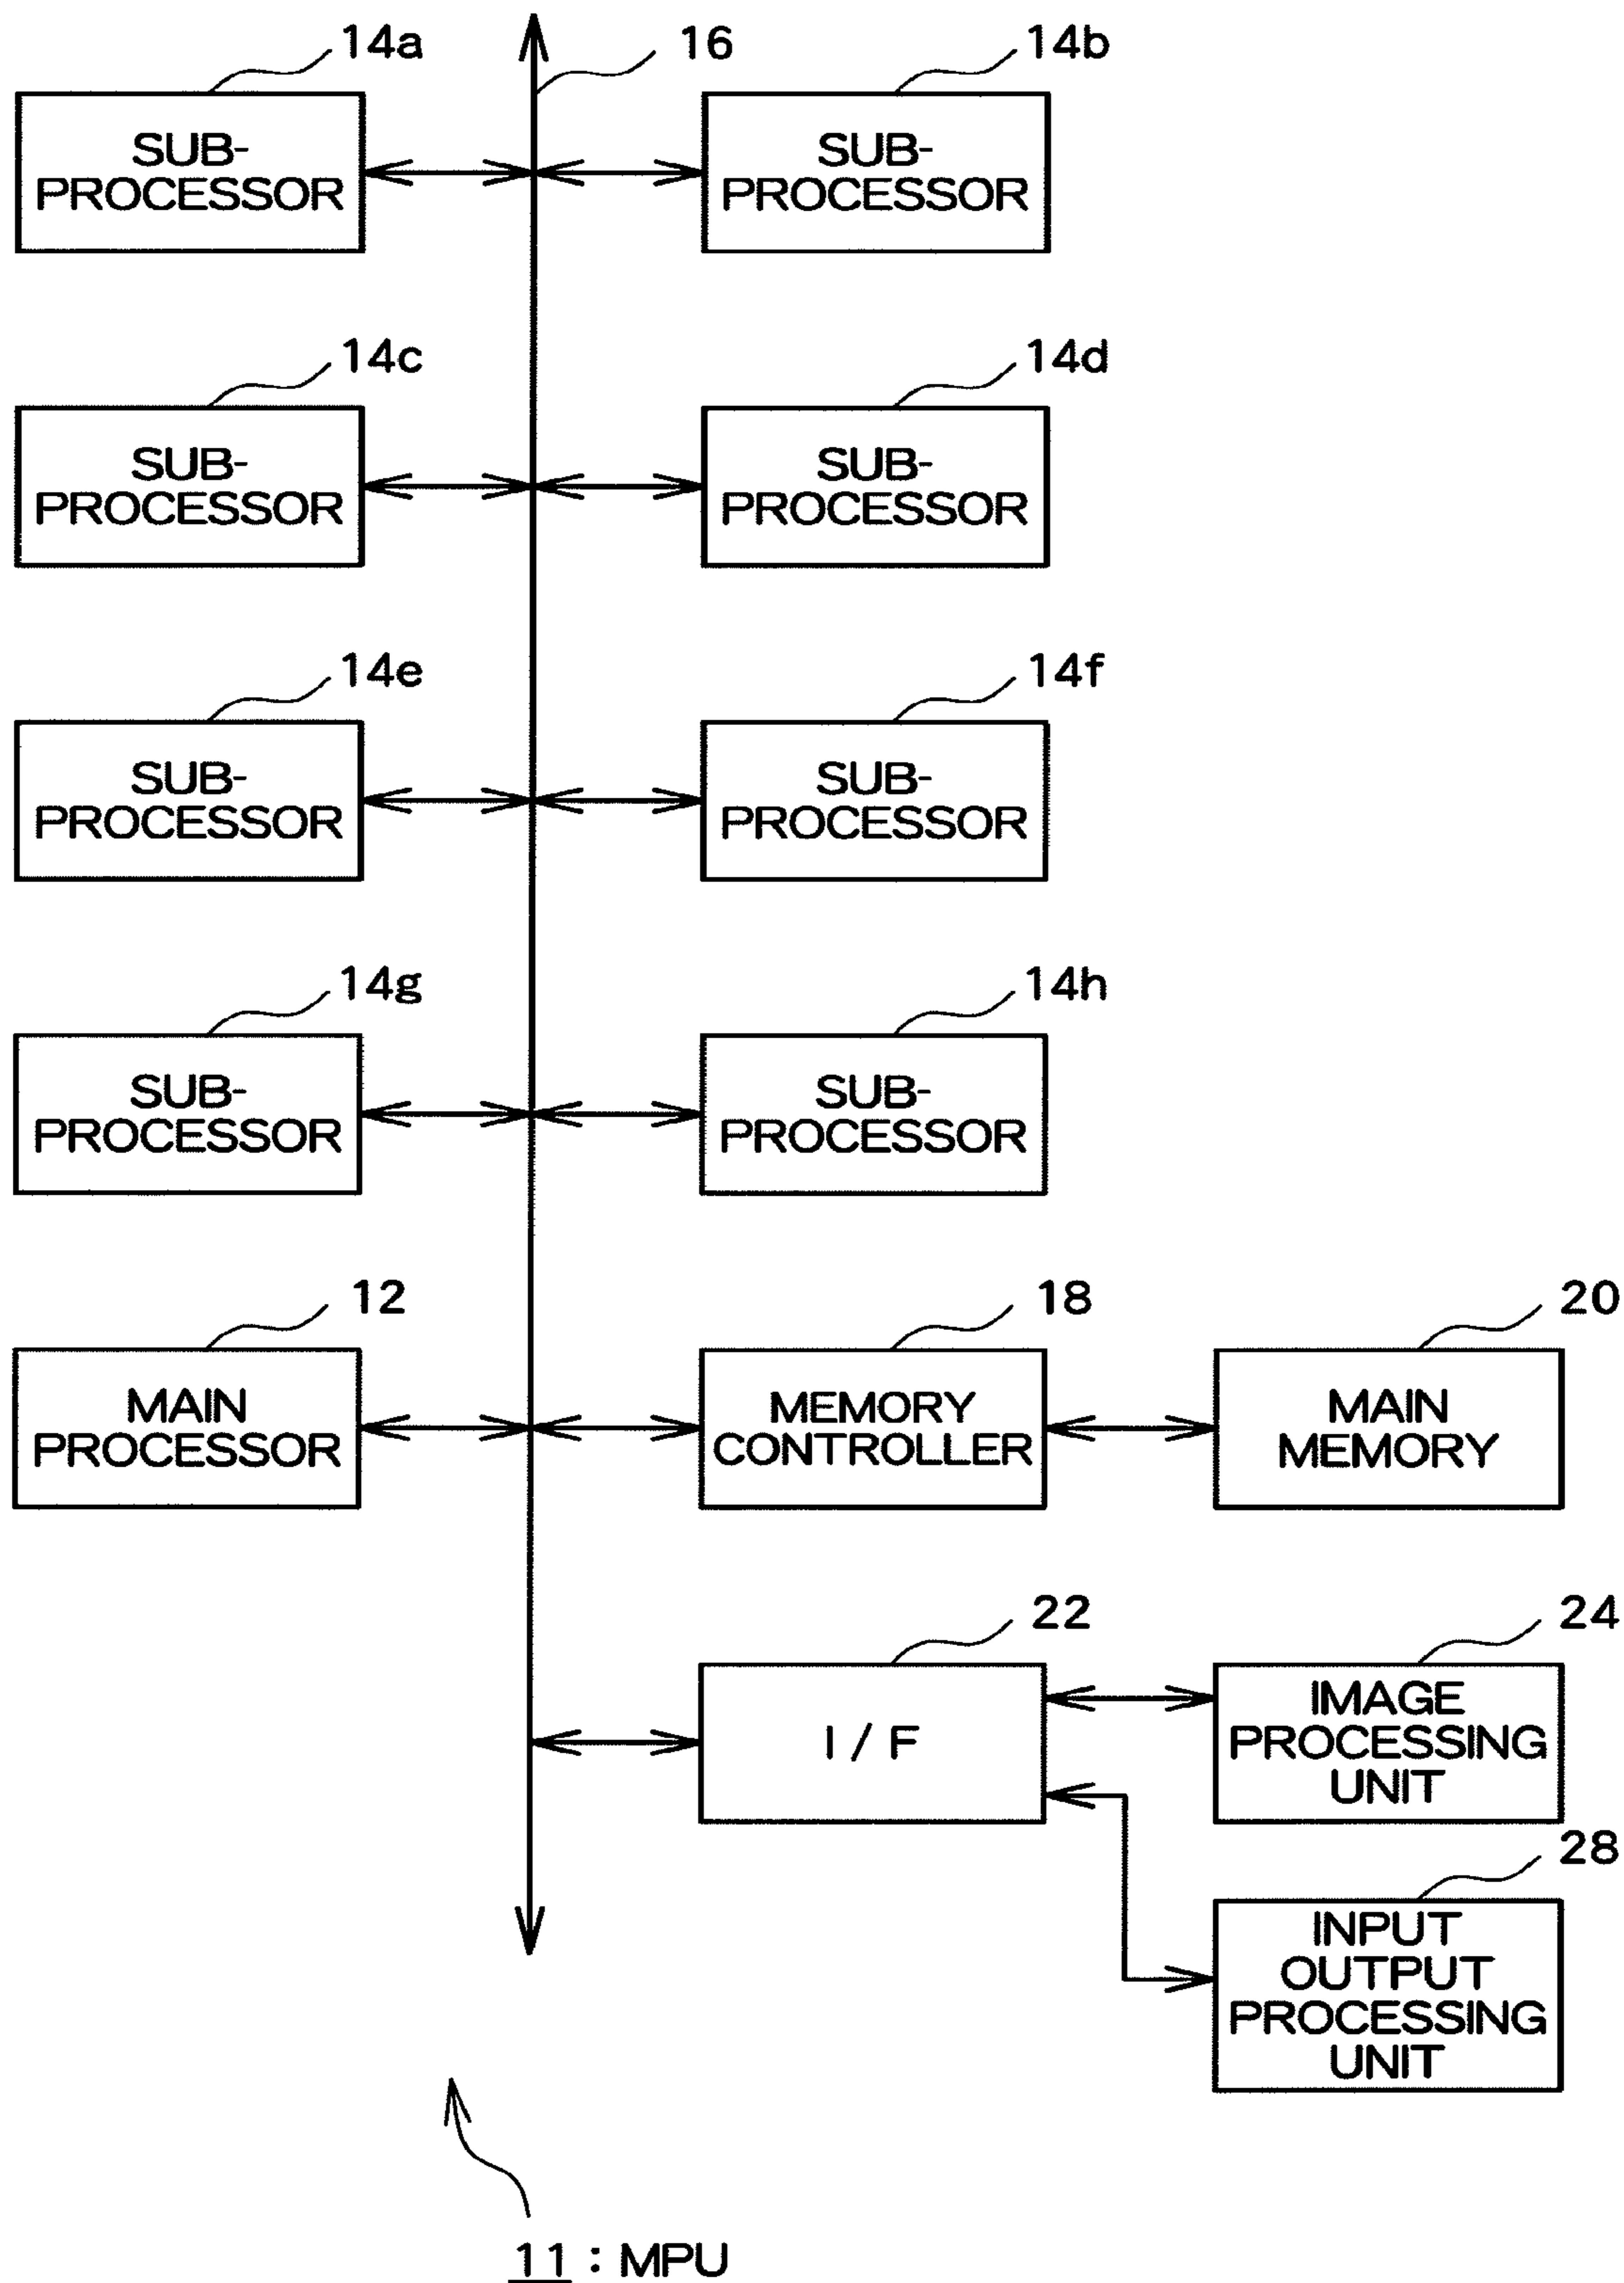 14a
16
14b
SUB-
PROCESSOR
SUB-
PROCESSOR
14c
14d
SUB-
PROCESSOR
SUB-
PROCESSOR
14e
14f
SUB-
PROCESSOR
SUB-
PROCESSOR
14g
14h
SUB-
PROCESSOR
SUB-
PROCESSOR
12
18
20
MAIN
PROCESSOR
MEMORY
CONTROLLER
MAIN
MEMORY
22
24
I / F
IMAGE
PROCESSING
UNIT
28
INPUT
OUTPUT
PROCESSING
UNIT
11 : MPU